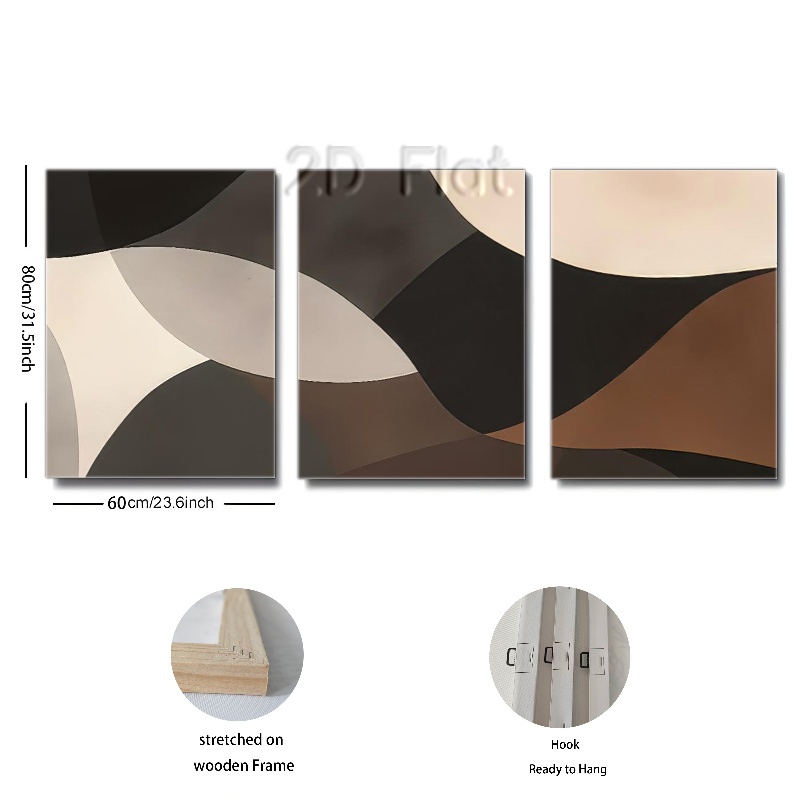 2D Flat
80cm/31.5inch
60cm/23.6inch
stretched on
wooden Frame
Hook
Ready to Hang